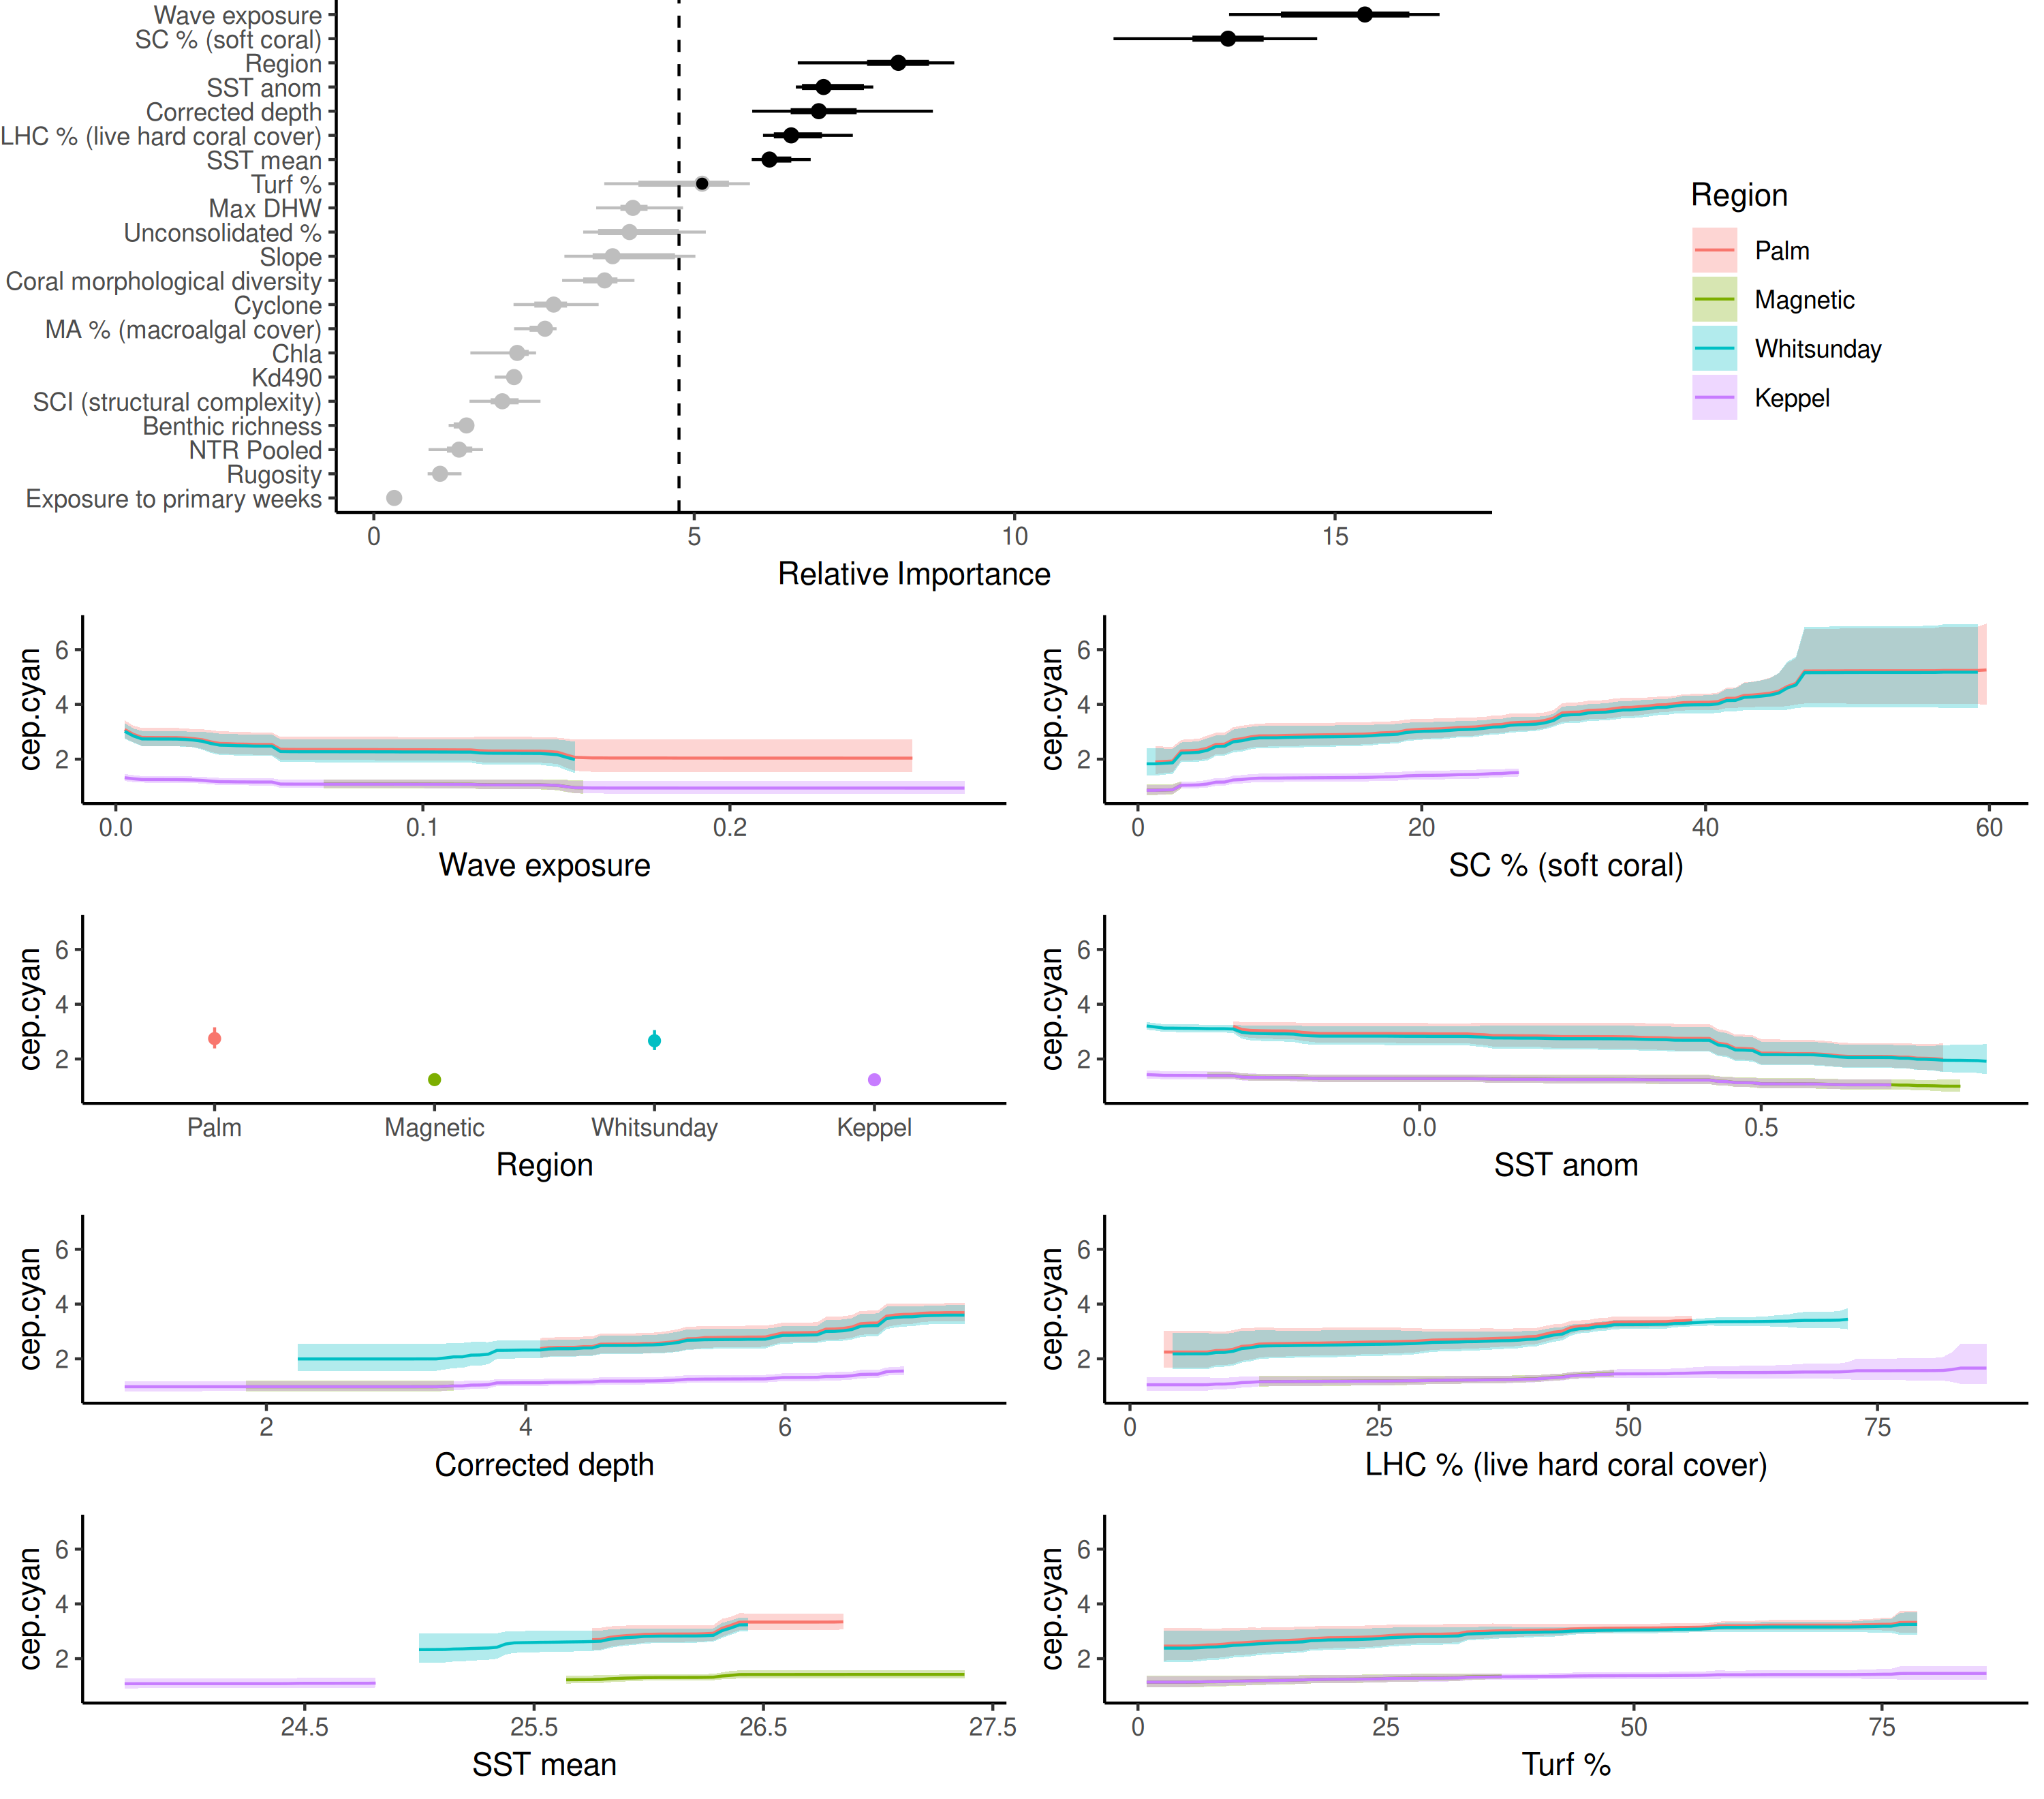 Wave exposure
SC % (soft coral)
Region
SST anom
Corrected depth
LHC % (live hard coral cover)
SST mean
Turf %
Max DHW
Unconsolidated %
Slope
Coral morphological diversity
Cyclone
MA % (macroalgal cover)
Chla
Kd490
SCI (structural complexity)
Benthic richness
NTR Pooled
Rugosity
Exposure to primary weeks
0 5 10 15
Relative Importance
Region
Palm
Magnetic
Whitsunday
Keppel
cep.cyan
6
4
2
0.0 0.1 0.2
Wave exposure
cep.cyan
6
4
2
0 20 40 60
SC % (soft coral)
cep.cyan
6
4
2
Palm Magnetic Whitsunday Keppel
Region
cep.cyan
6
4
2
0.0 0.5
SST anom
cep.cyan
6
4
2
2 4 6
Corrected depth
cep.cyan
6
4
2
0 25 50 75
LHC % (live hard coral cover)
cep.cyan
6
4
2
24.5 25.5 26.5 27.5
SST mean
cep.cyan
6
4
2
0 25 50 75
Turf %